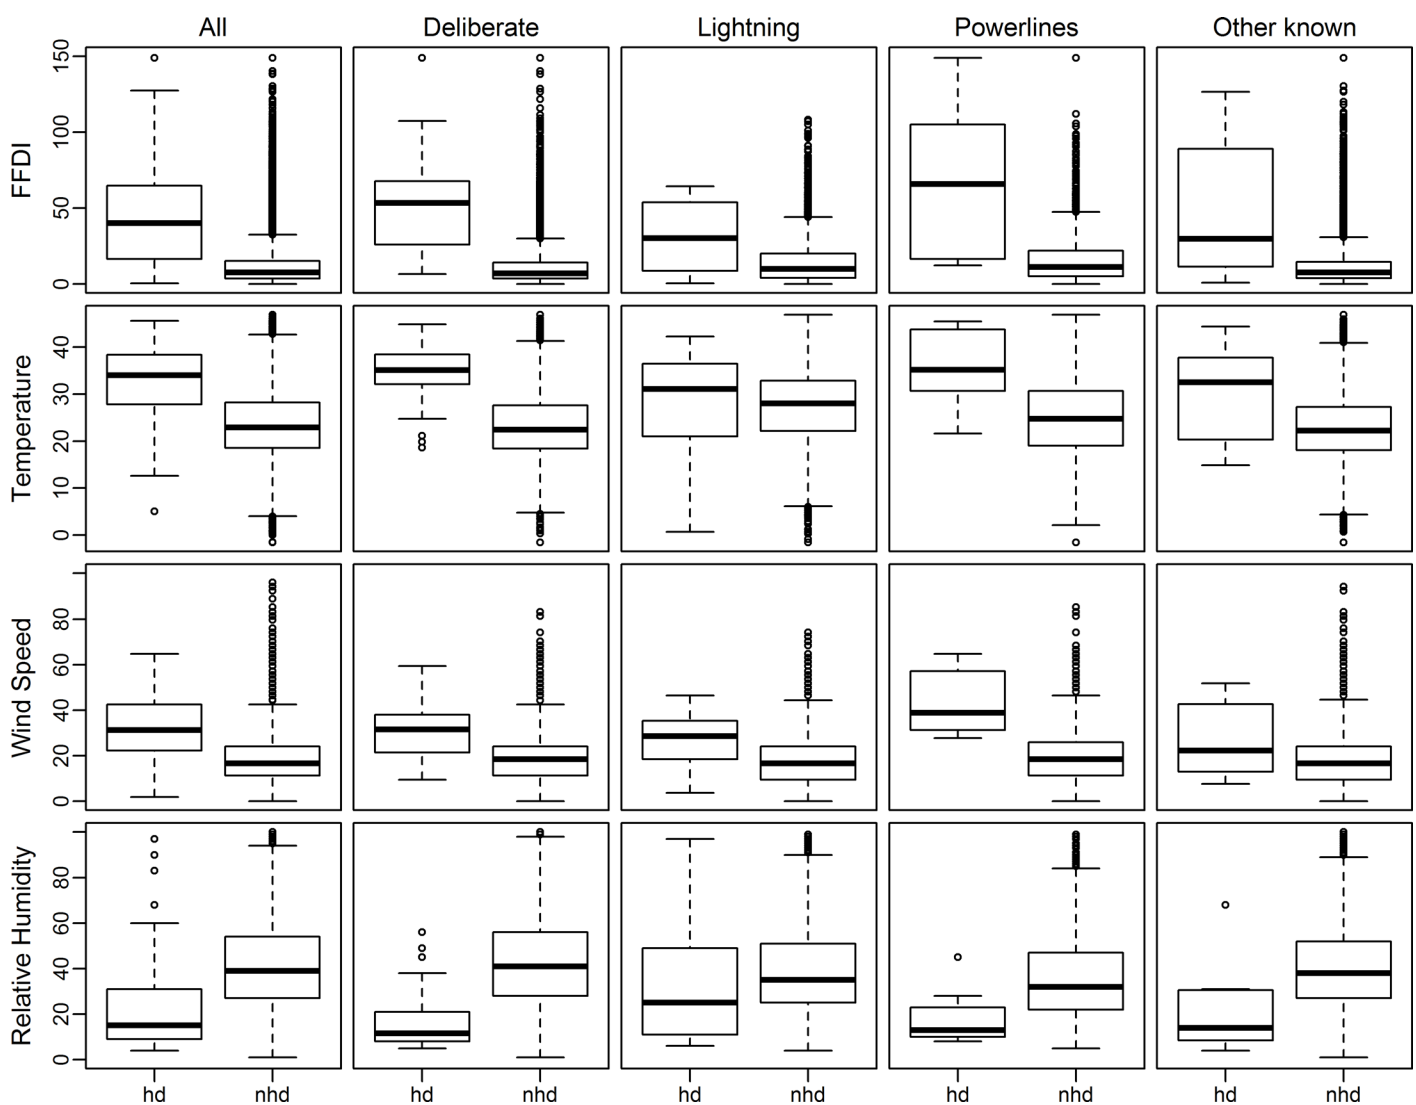 All Deliberate Lightning Powerlines Other known
FFDI
0 50 100 150
Temperature
0 10 20 30 40
Wind Speed
0 20 40 60 80
Relative Humidity
0 20 40 60 80
hd nhd hd nhd hd nhd hd nhd hd nhd